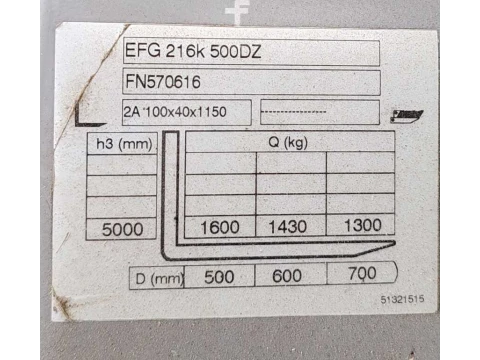 EFG 216k 500DZ
FN570616
2A 100x40x1150 --------------
h3 (mm) Q (kg)
5000 1600 1430 1300
D (mm) 500 600 700
51321515